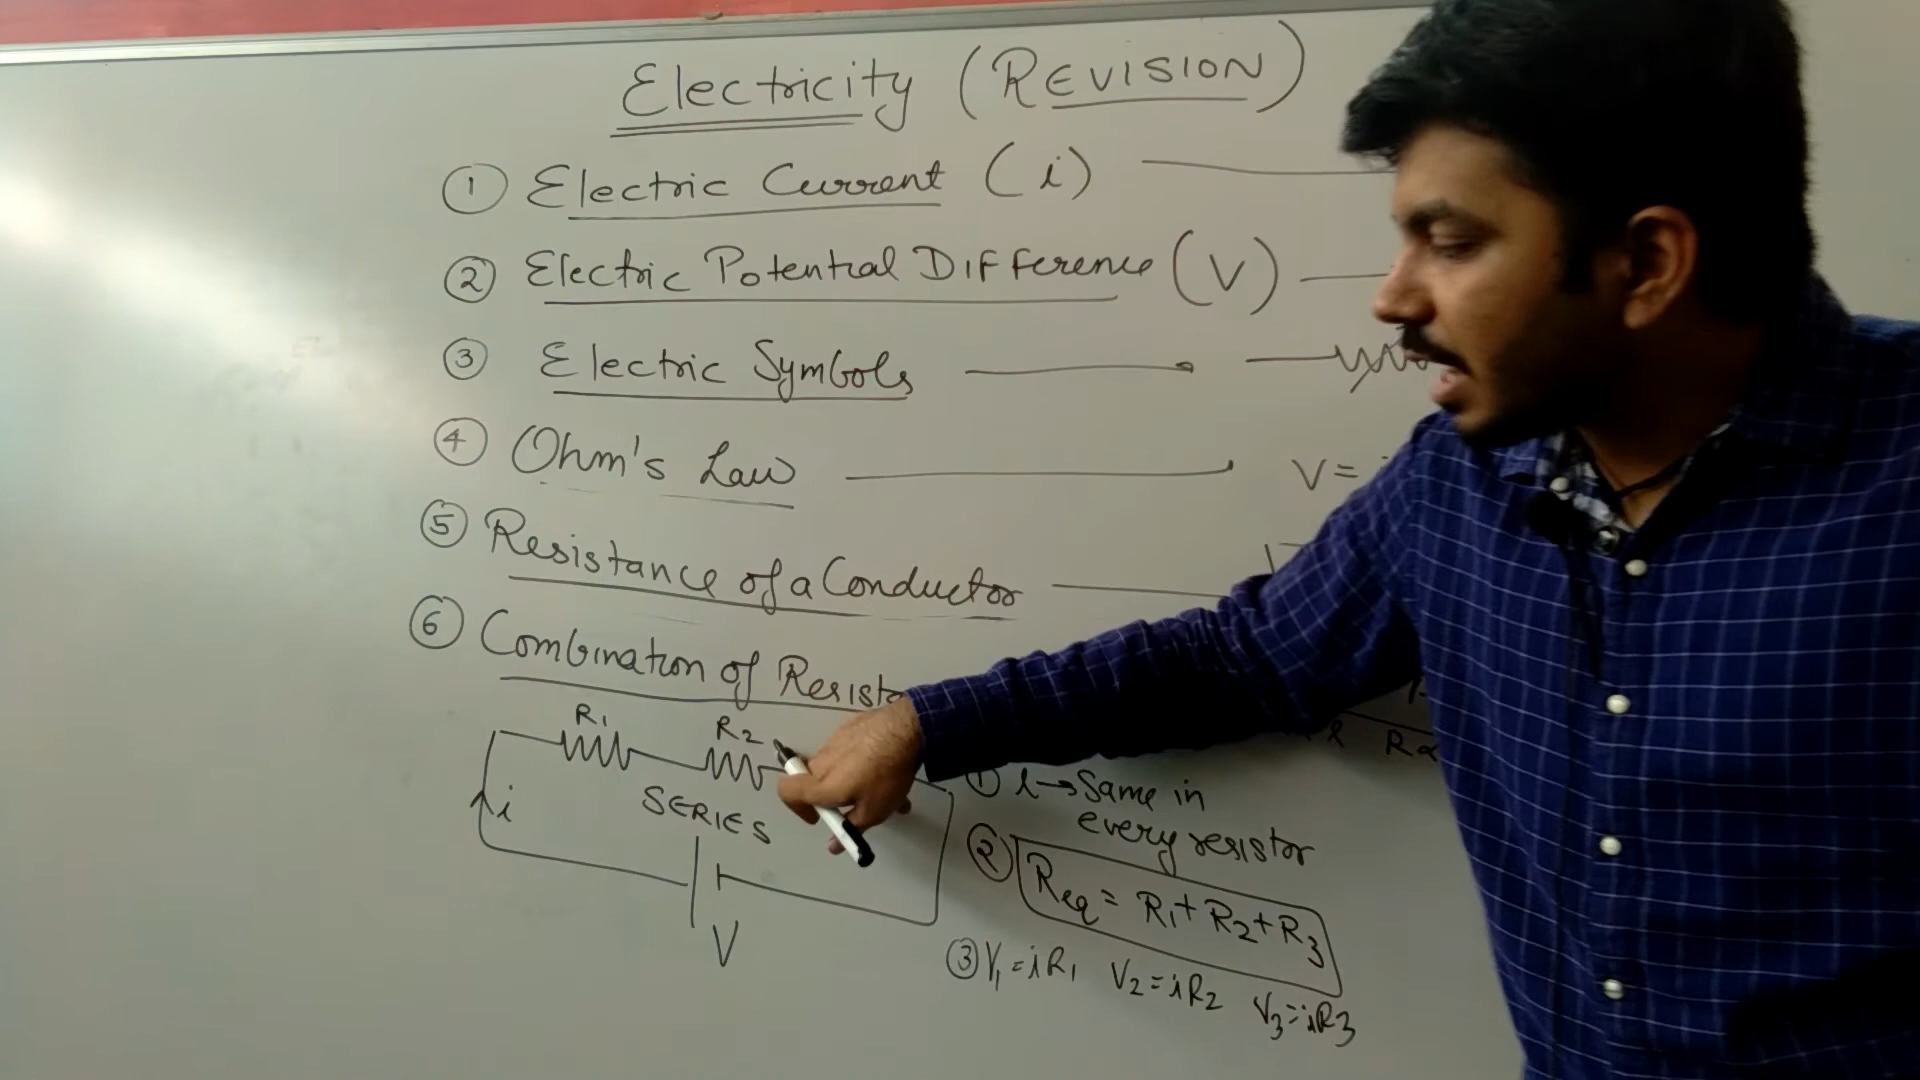 Electricity (REVISION)
① Electric Current (i)
② Electric Potential Difference (V)
③ Electric Symbols
④ Ohm's Law
V =
⑤ Resistance of a Conductor
⑥ Combination of
R1
R2
i
SERIES
V
① i → Same in
every resistor
② Req = R1 + R2 + R3
③ V1 = iR1 V2 = iR2 V3 = iR3